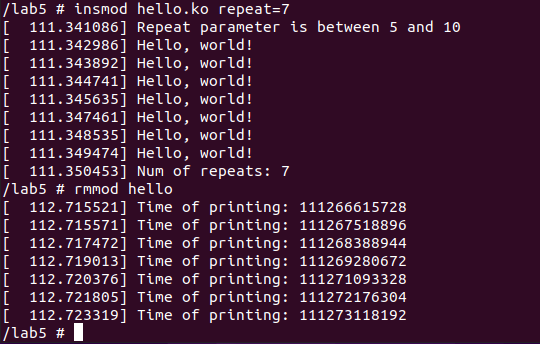 /lab5 # insmod hello.ko repeat=7
[  111.341086] Repeat parameter is between 5 and 10
[  111.342986] Hello, world!
[  111.343892] Hello, world!
[  111.344741] Hello, world!
[  111.345635] Hello, world!
[  111.347461] Hello, world!
[  111.348535] Hello, world!
[  111.349474] Hello, world!
[  111.350453] Num of repeats: 7
/lab5 # rmmod hello
[  112.715521] Time of printing: 111266615728
[  112.715571] Time of printing: 111267518896
[  112.717472] Time of printing: 111268388944
[  112.719013] Time of printing: 111269280672
[  112.720376] Time of printing: 111271093328
[  112.721805] Time of printing: 111272176304
[  112.723319] Time of printing: 111273118192
/lab5 #